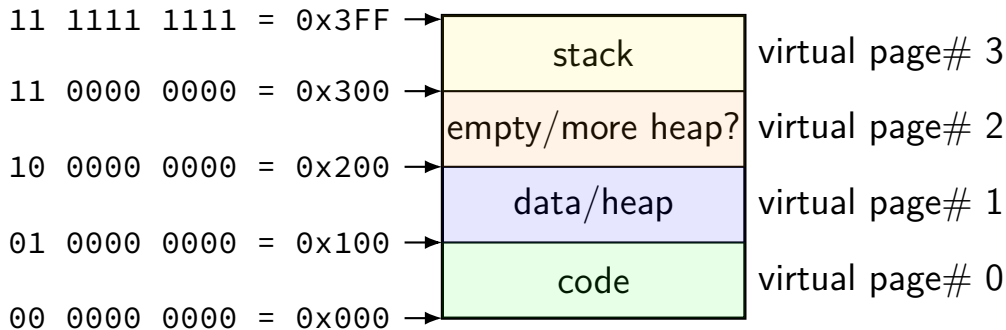 11 1111 1111 = 0x3FF
stack
virtual page# 3
11 0000 0000 = 0x300
empty/more heap?
virtual page# 2
10 0000 0000 = 0x200
data/heap
virtual page# 1
01 0000 0000 = 0x100
code
virtual page# 0
00 0000 0000 = 0x000